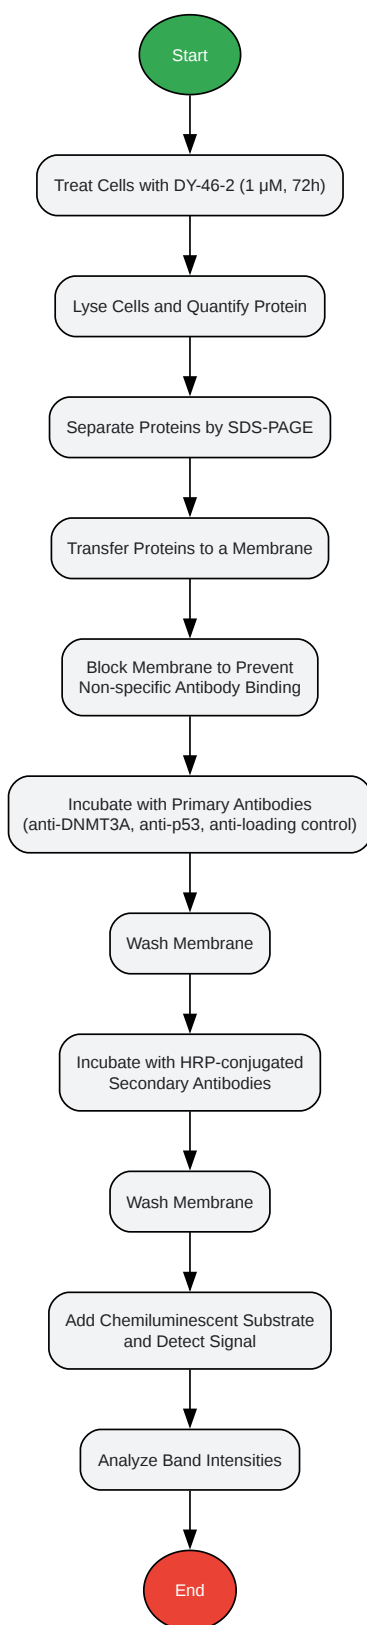 Start
Treat Cells with DY-46-2 (1 μM, 72h)
Lyse Cells and Quantify Protein
Separate Proteins by SDS-PAGE
Transfer Proteins to a Membrane
Block Membrane to Prevent
Non-specific Antibody Binding
Incubate with Primary Antibodies
(anti-DNMT3A, anti-p53, anti-loading control)
Wash Membrane
Incubate with HRP-conjugated
Secondary Antibodies
Wash Membrane
Add Chemiluminescent Substrate
and Detect Signal
Analyze Band Intensities
End